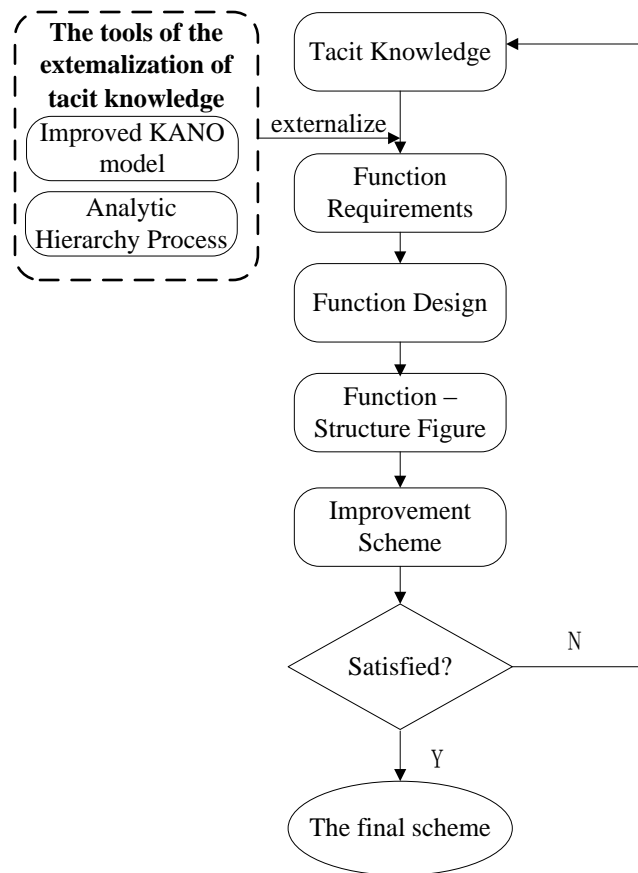 The tools of the
extemalization of
tacit knowledge
Improved KANO
model
Analytic
Hierarchy Process
Tacit Knowledge
externalize
Function
Requirements
Function Design
Function –
Structure Figure
Improvement
Scheme
Satisfied?
N
Y
The final scheme